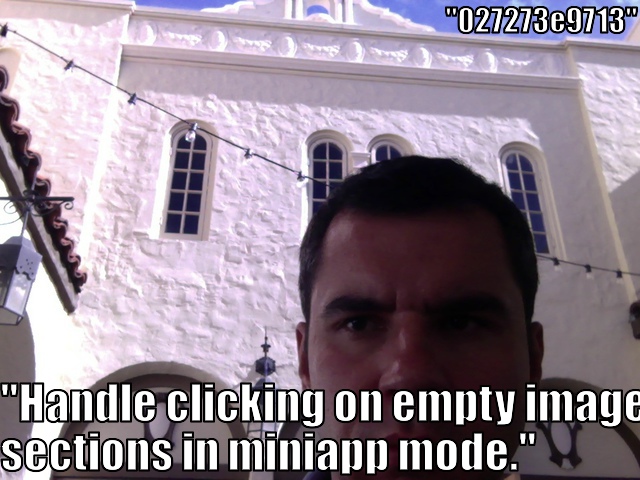 "027273e9713"
"Handle clicking on empty image
sections in miniapp mode."